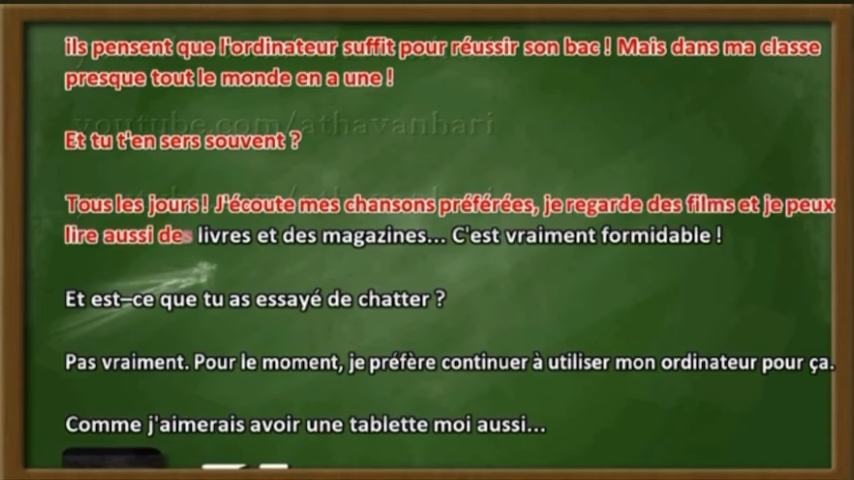 ils pensent que l'ordinateur suffit pour réussir son bac ! Mais dans ma classe
presque tout le monde en a une !
youtube.com/athavanhari
Et tu t'en sers souvent ?
Tous les jours ! J'écoute mes chansons préférées, je regarde des films et je peux
lire aussi des livres et des magazines... C'est vraiment formidable !
Et est–ce que tu as essayé de chatter ?
Pas vraiment. Pour le moment, je préfère continuer à utiliser mon ordinateur pour ça.
Comme j'aimerais avoir une tablette moi aussi...